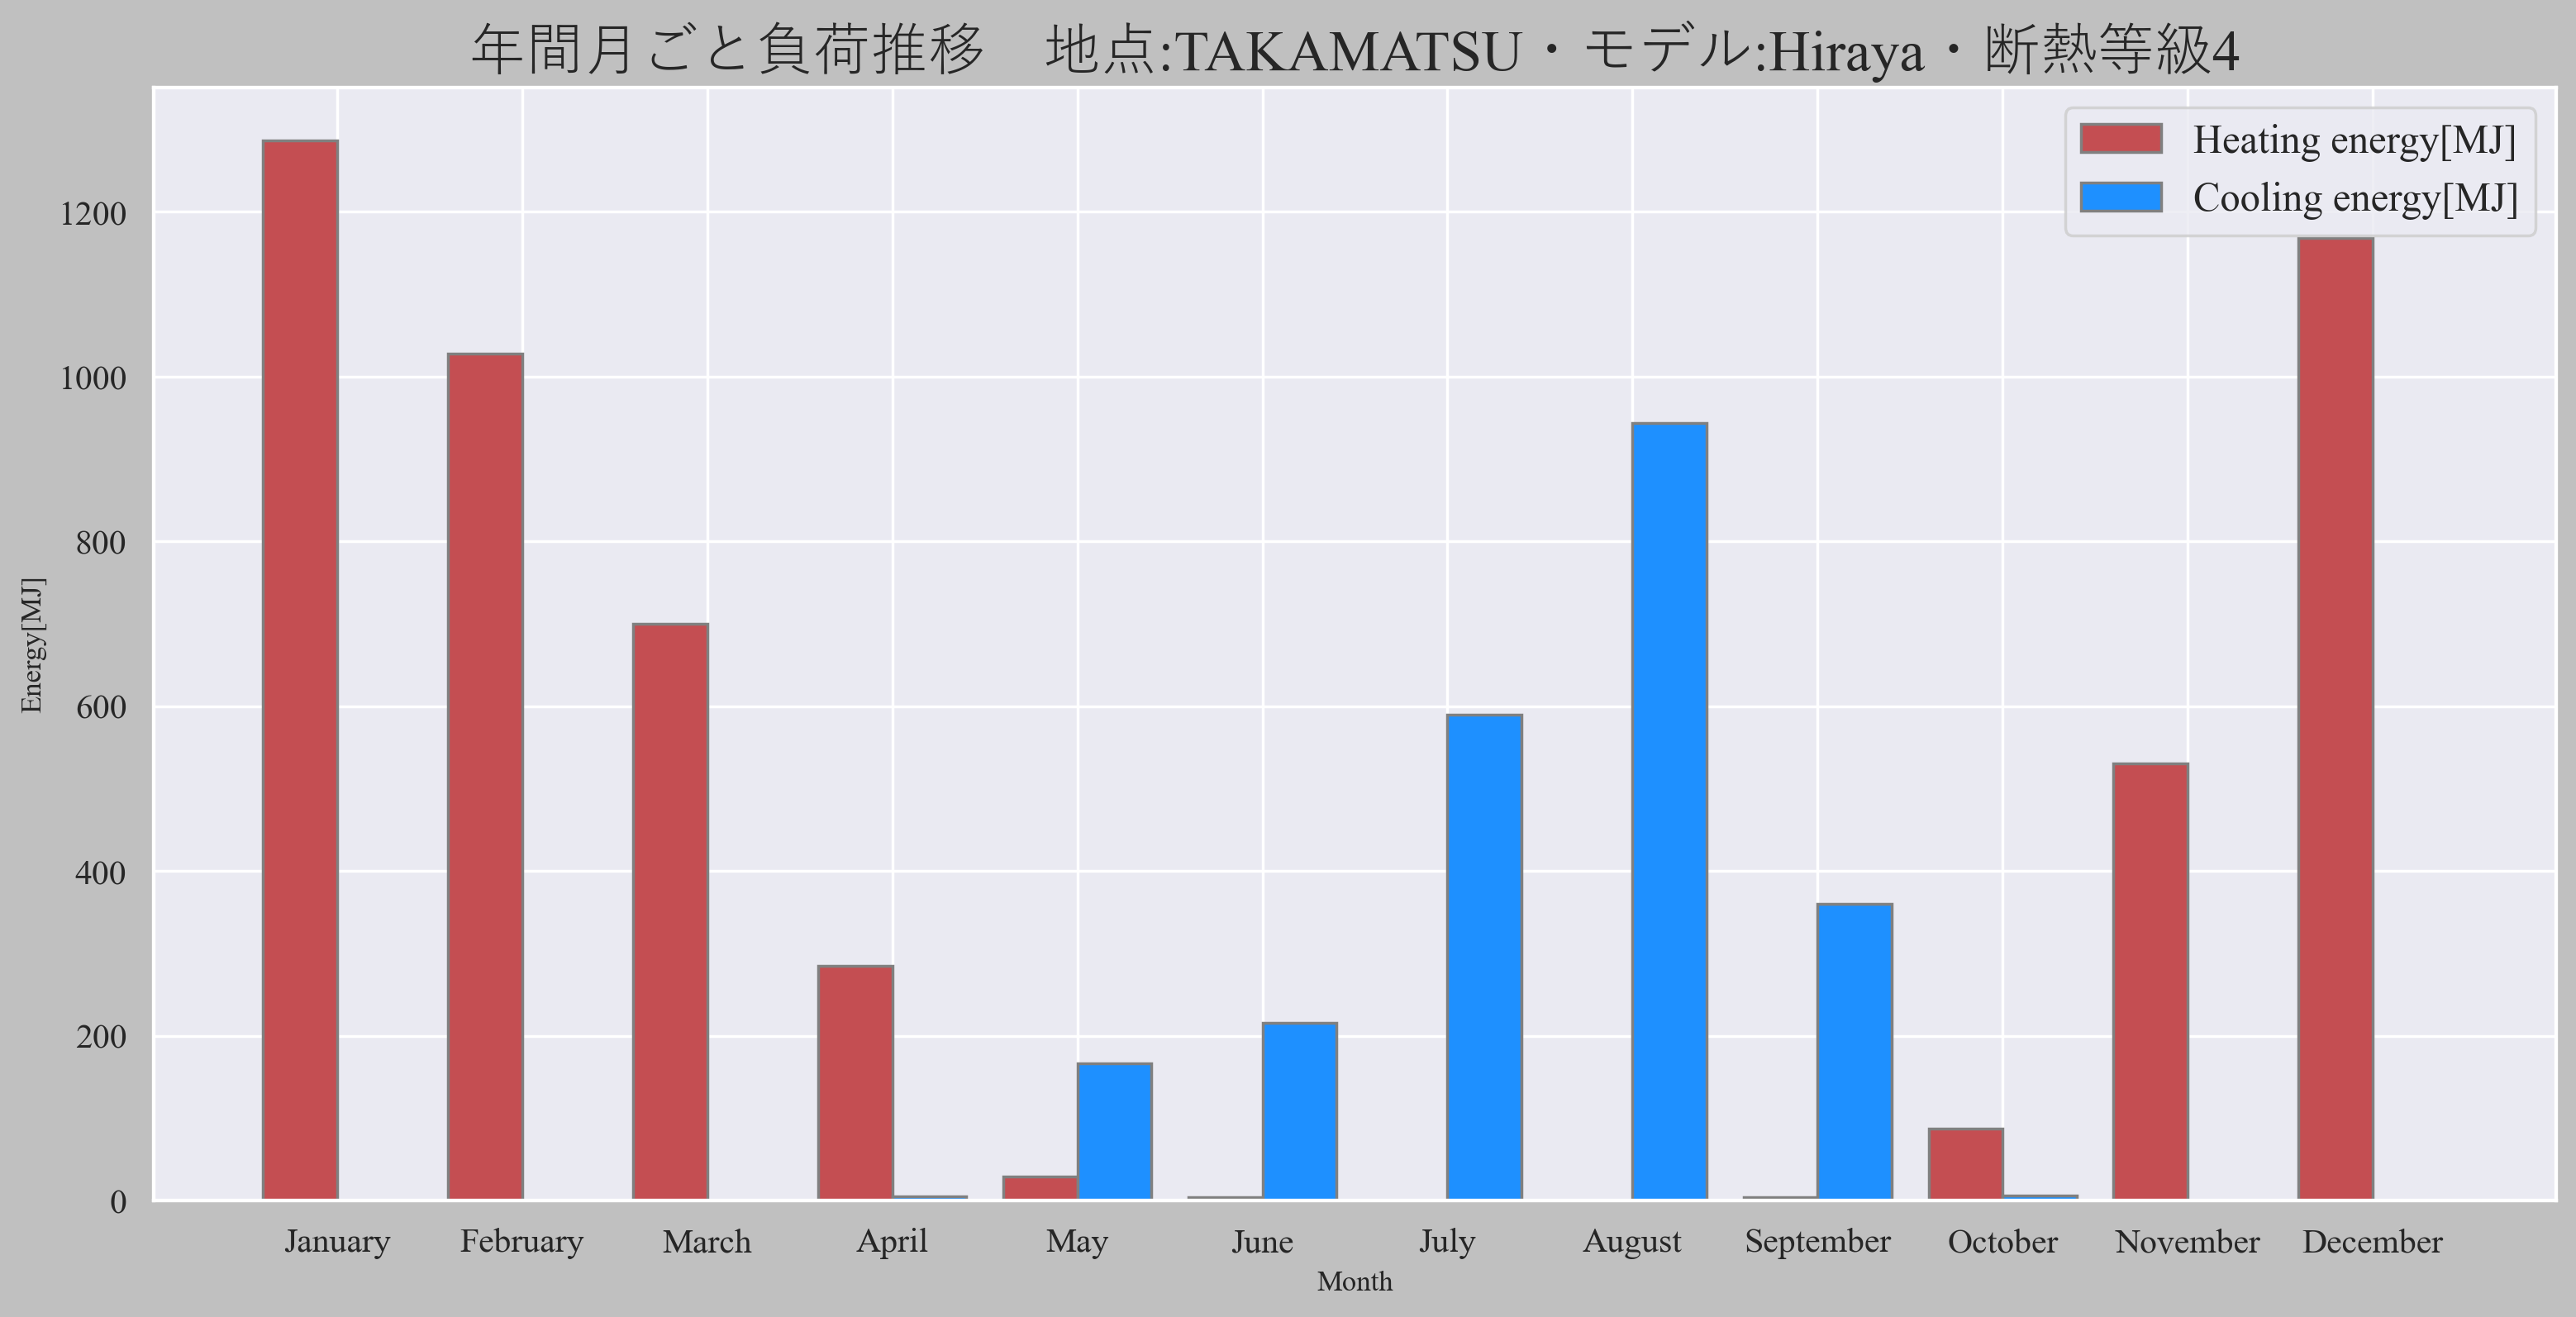 年間月ごと負荷推移　地点:TAKAMATSU・モデル:Hiraya・断熱等級4
Heating energy[MJ]
Cooling energy[MJ]
Energy[MJ]
1200
1000
800
600
400
200
0
January February March April May June July August September October November December
Month